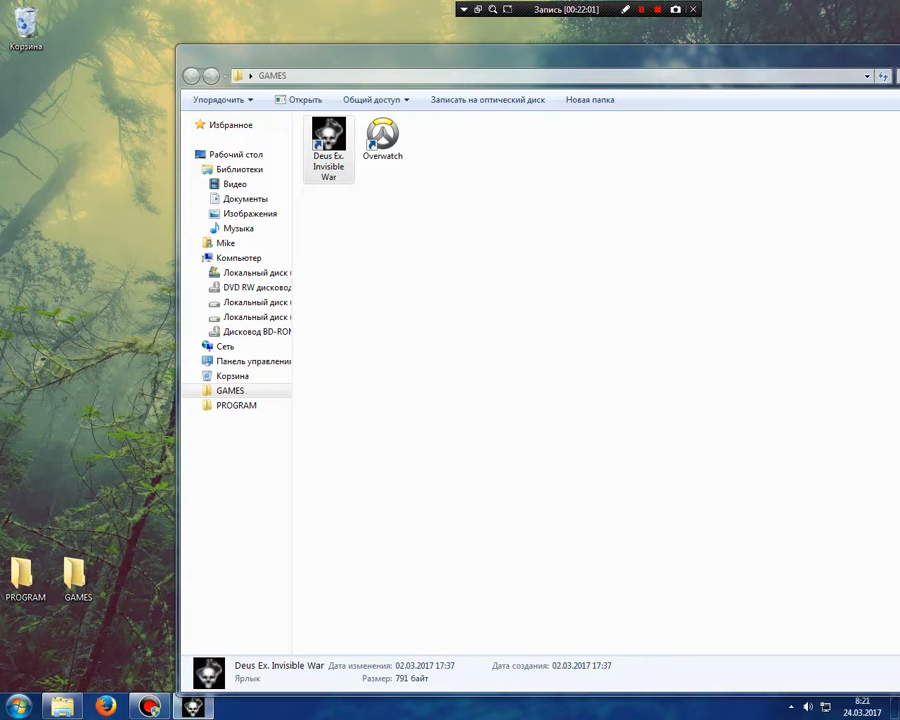 Запись [00:22:01]
Корзина
GAMES
Упорядочить
Открыть
Общий доступ
Записать на оптический диск
Новая папка
Избранное
Рабочий стол
Библиотеки
Видео
Документы
Изображения
Музыка
Mike
Компьютер
Локальный диск (
DVD RW дисковод
Локальный диск (
Локальный диск (
Дисковод BD-ROM
Сеть
Панель управления
Корзина
GAMES
PROGRAM
Deus Ex.
Invisible
War
Overwatch
PROGRAM
GAMES
Deus Ex. Invisible War
Дата изменения: 02.03.2017 17:37
Дата создания: 02.03.2017 17:37
Ярлык
Размер: 791 байт
8:21
24.03.2017